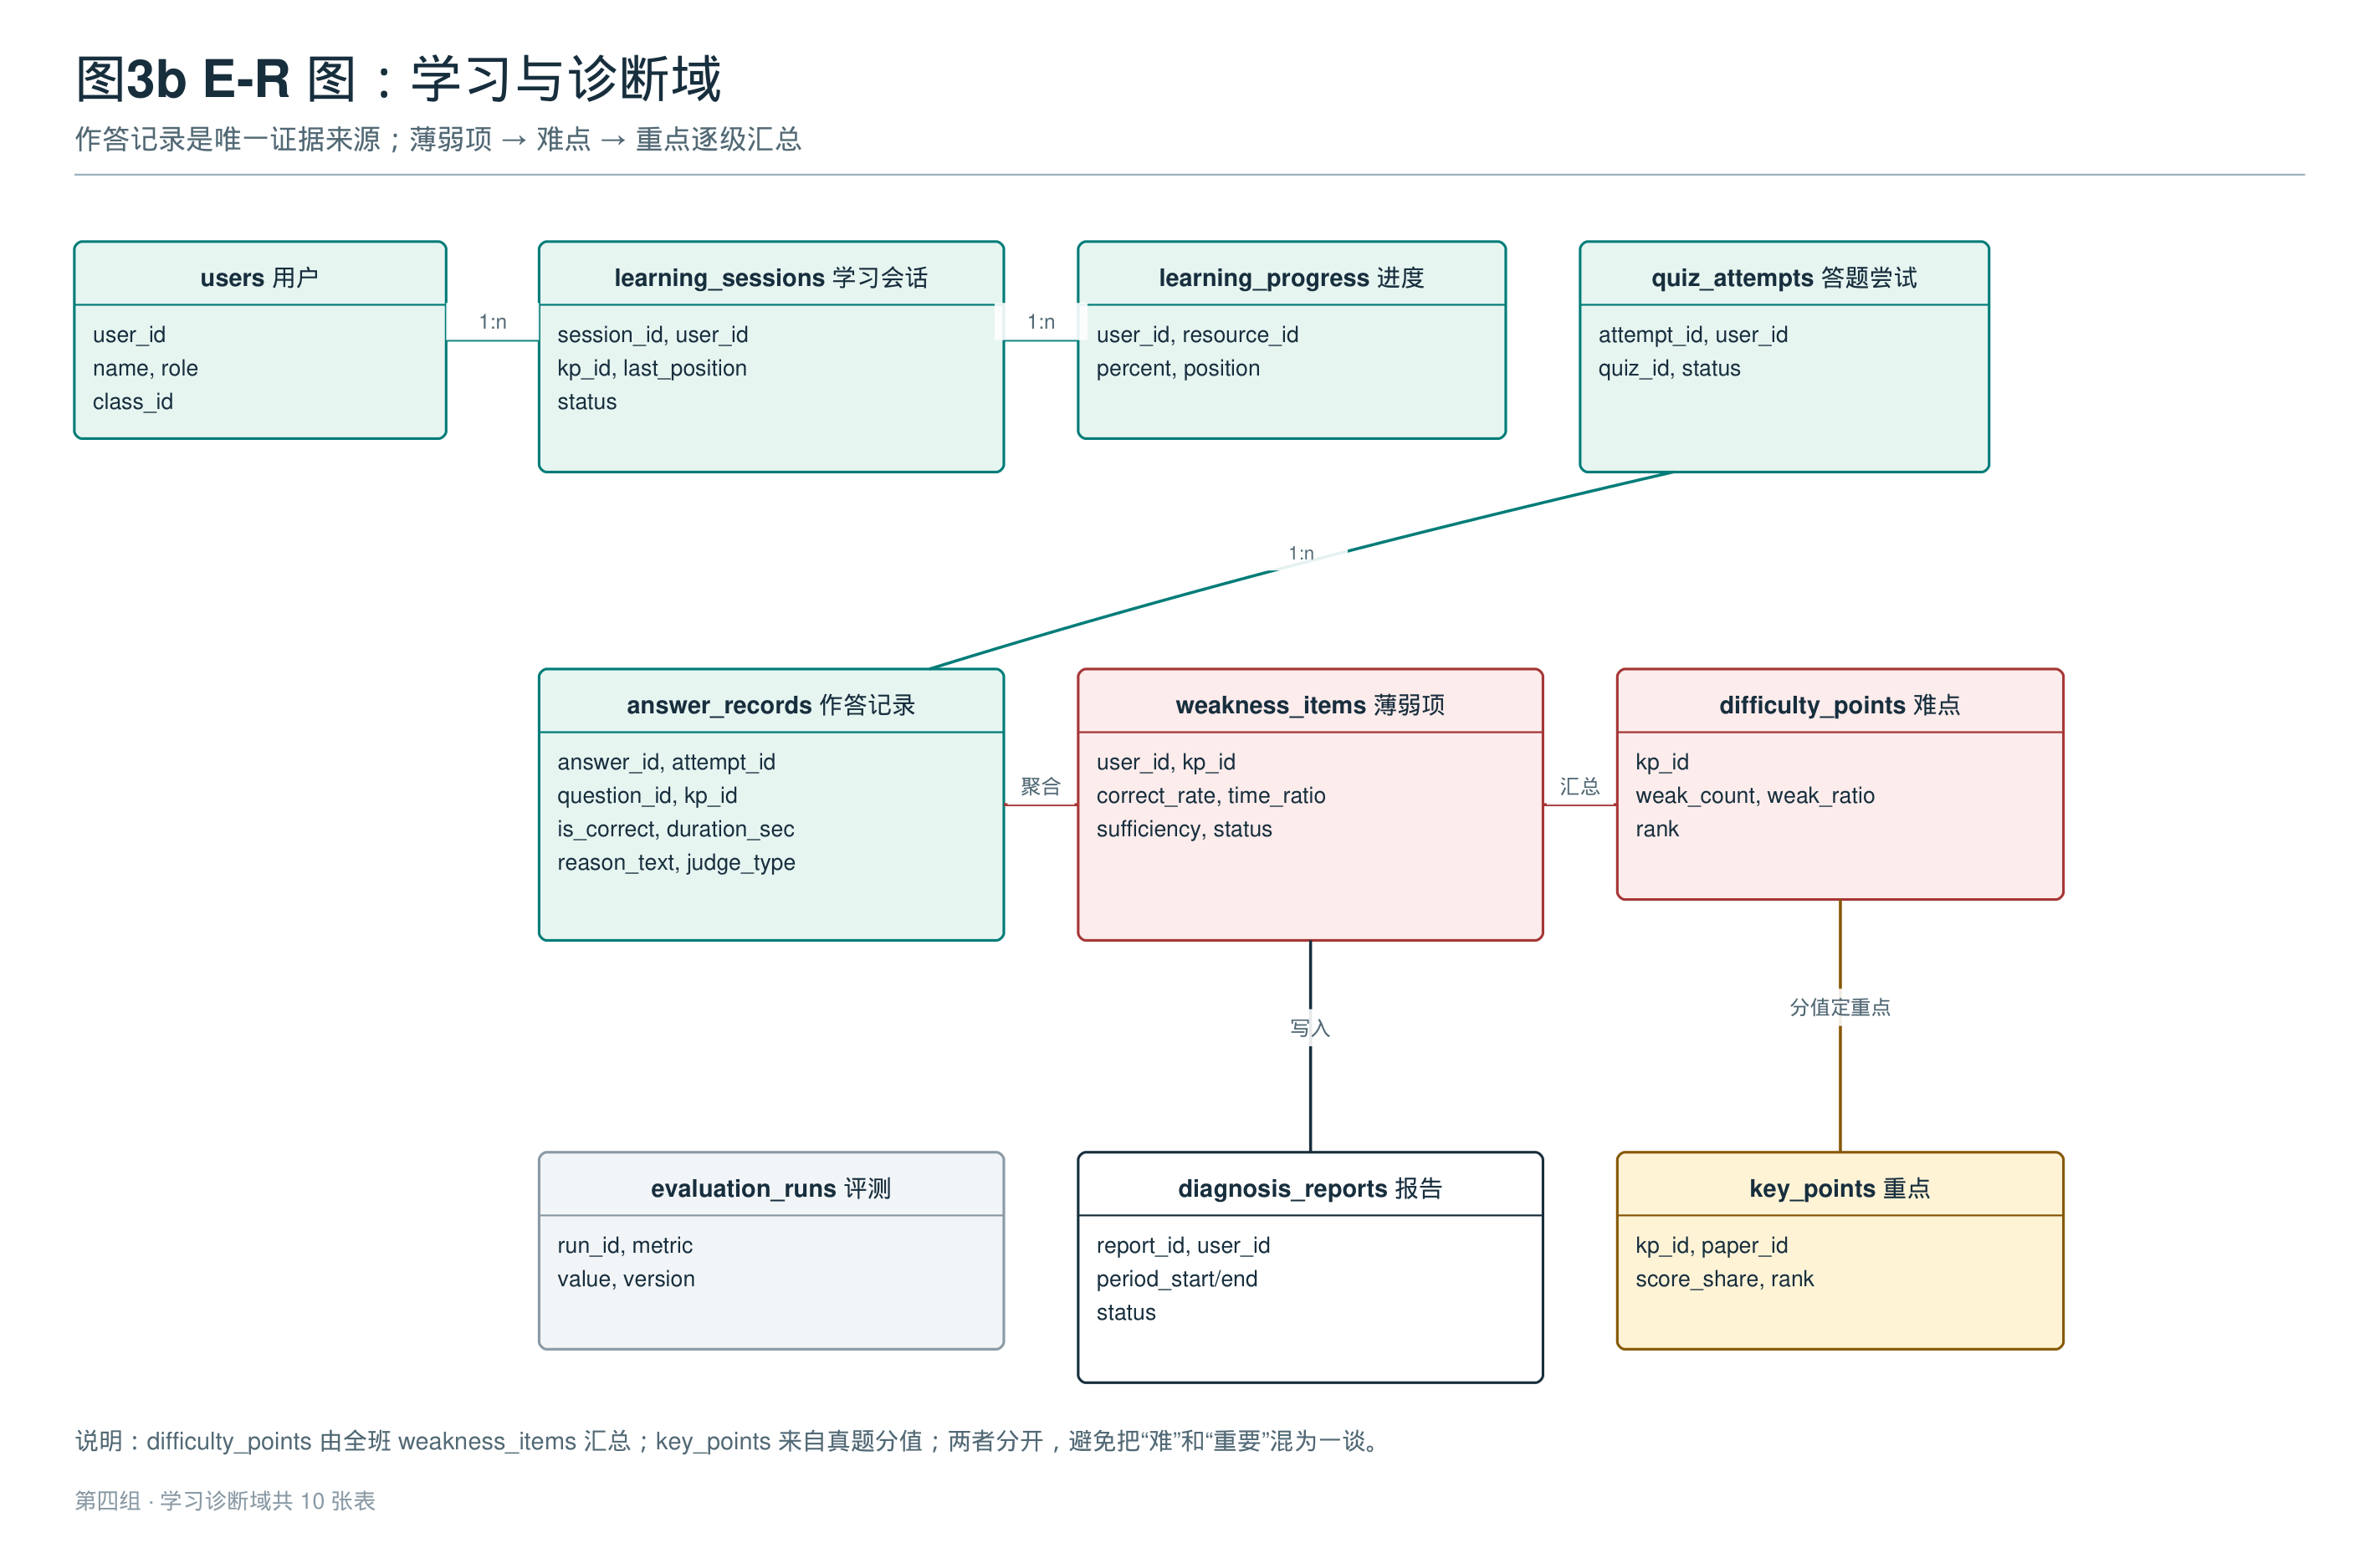 图3b E-R 图：学习与诊断域
作答记录是唯一证据来源；薄弱项 → 难点 → 重点逐级汇总
users 用户
user_id
name, role
class_id
1:n
learning_sessions 学习会话
session_id, user_id
kp_id, last_position
status
1:n
learning_progress 进度
user_id, resource_id
percent, position
quiz_attempts 答题尝试
attempt_id, user_id
quiz_id, status
1:n
answer_records 作答记录
answer_id, attempt_id
question_id, kp_id
is_correct, duration_sec
reason_text, judge_type
聚合
weakness_items 薄弱项
user_id, kp_id
correct_rate, time_ratio
sufficiency, status
汇总
difficulty_points 难点
kp_id
weak_count, weak_ratio
rank
写入
分值定重点
evaluation_runs 评测
run_id, metric
value, version
diagnosis_reports 报告
report_id, user_id
period_start/end
status
key_points 重点
kp_id, paper_id
score_share, rank
说明：difficulty_points 由全班 weakness_items 汇总；key_points 来自真题分值；两者分开，避免把“难”和“重要”混为一谈。
第四组 · 学习诊断域共 10 张表